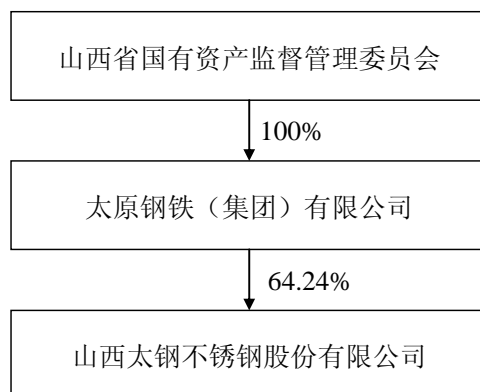 山西省国有资产监督管理委员会
100%
太原钢铁（集团）有限公司
64.24%
山西太钢不锈钢股份有限公司